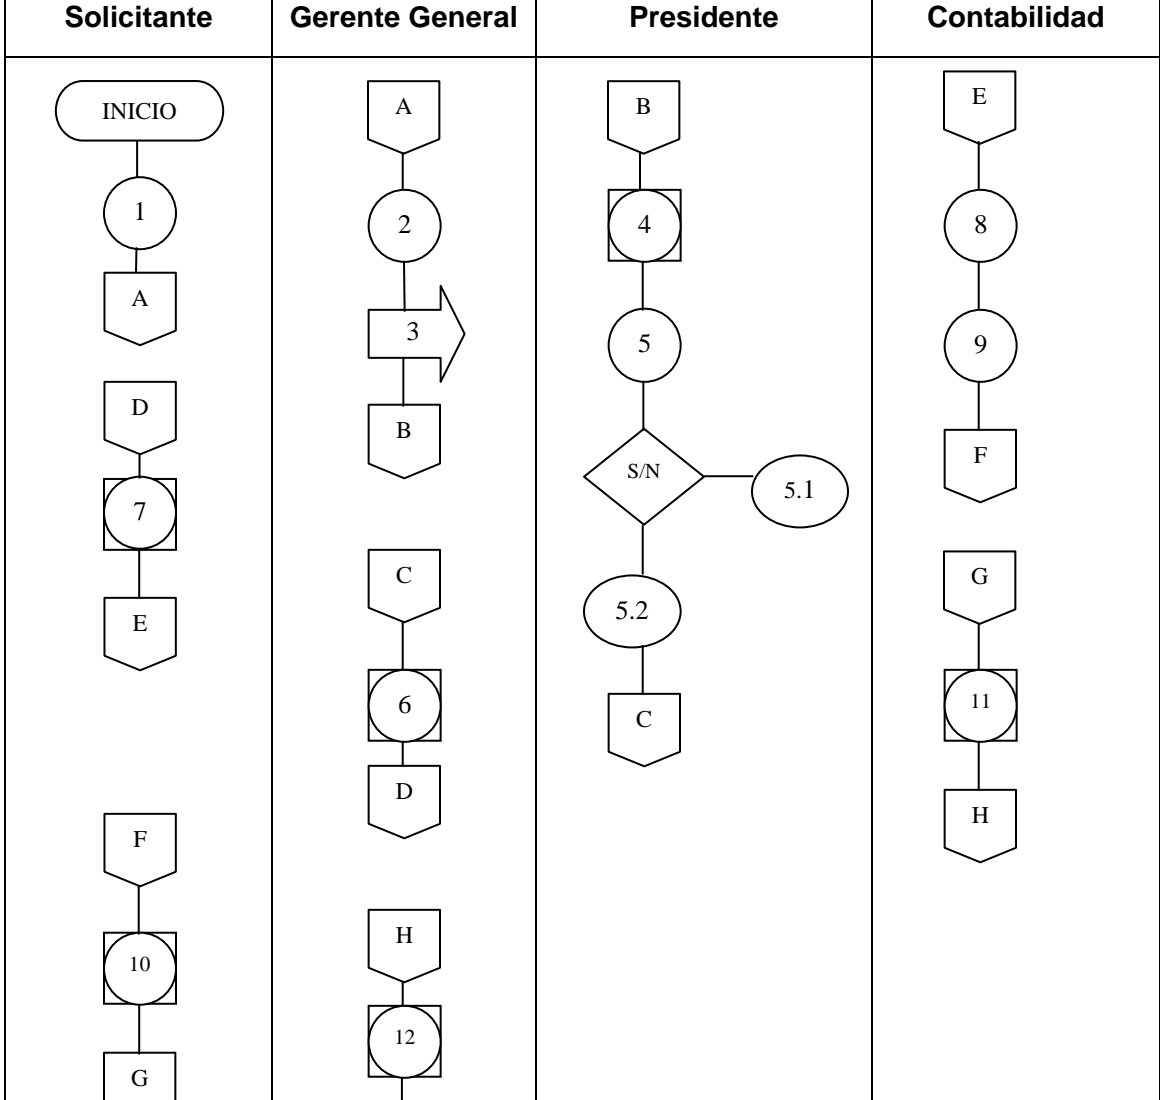 Solicitante
Gerente General
Presidente
Contabilidad
INICIO
1
A
D
7
E
F
10
G
A
2
3
B
C
6
D
H
12
B
4
5
S/N
5.1
5.2
C
E
8
9
F
G
11
H